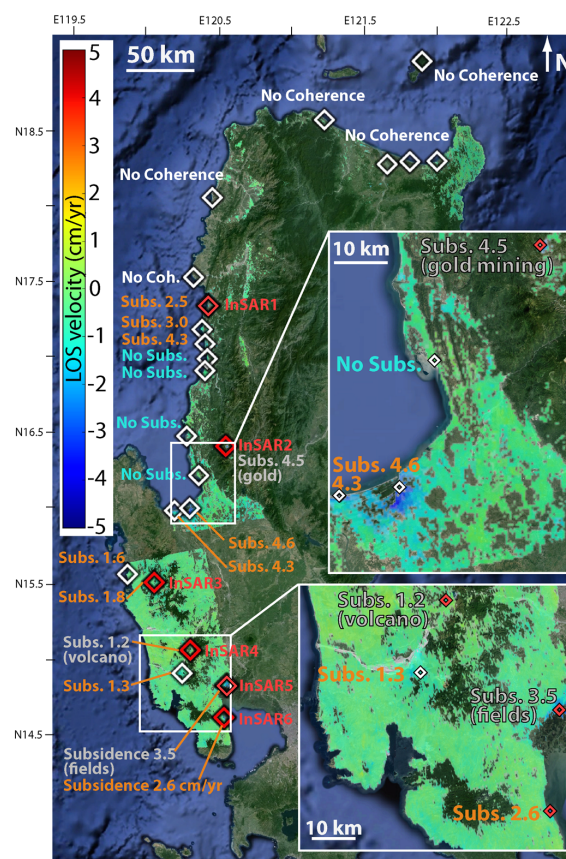 E119.5
E120.5
E121.5
E122.5
50 km
N
No Coherence
No Coherence
No Coherence
No Coherence
No Coh.
N18.5
N17.5
N16.5
N15.5
N14.5
5
4
3
2
1
0
-1
-2
-3
-4
-5
LOS velocity (cm/yr)
Subs. 2.5
InSAR1
Subs. 3.0
Subs. 4.3
No Subs.
No Subs.
No Subs.
InSAR2
Subs. 4.5
(gold)
No Subs.
Subs. 4.6
Subs. 4.3
Subs. 1.6
InSAR3
Subs. 1.8
Subs. 1.2
(volcano)
InSAR4
Subs. 1.3
InSAR5
InSAR6
Subsidence 3.5
(fields)
Subsidence 2.6 cm/yr
10 km
Subs. 4.5
(gold mining)
No Subs.
Subs. 4.6
4.3
Subs. 1.2
(volcano)
Subs. 1.3
Subs. 3.5
(fields)
Subs. 2.6
10 km